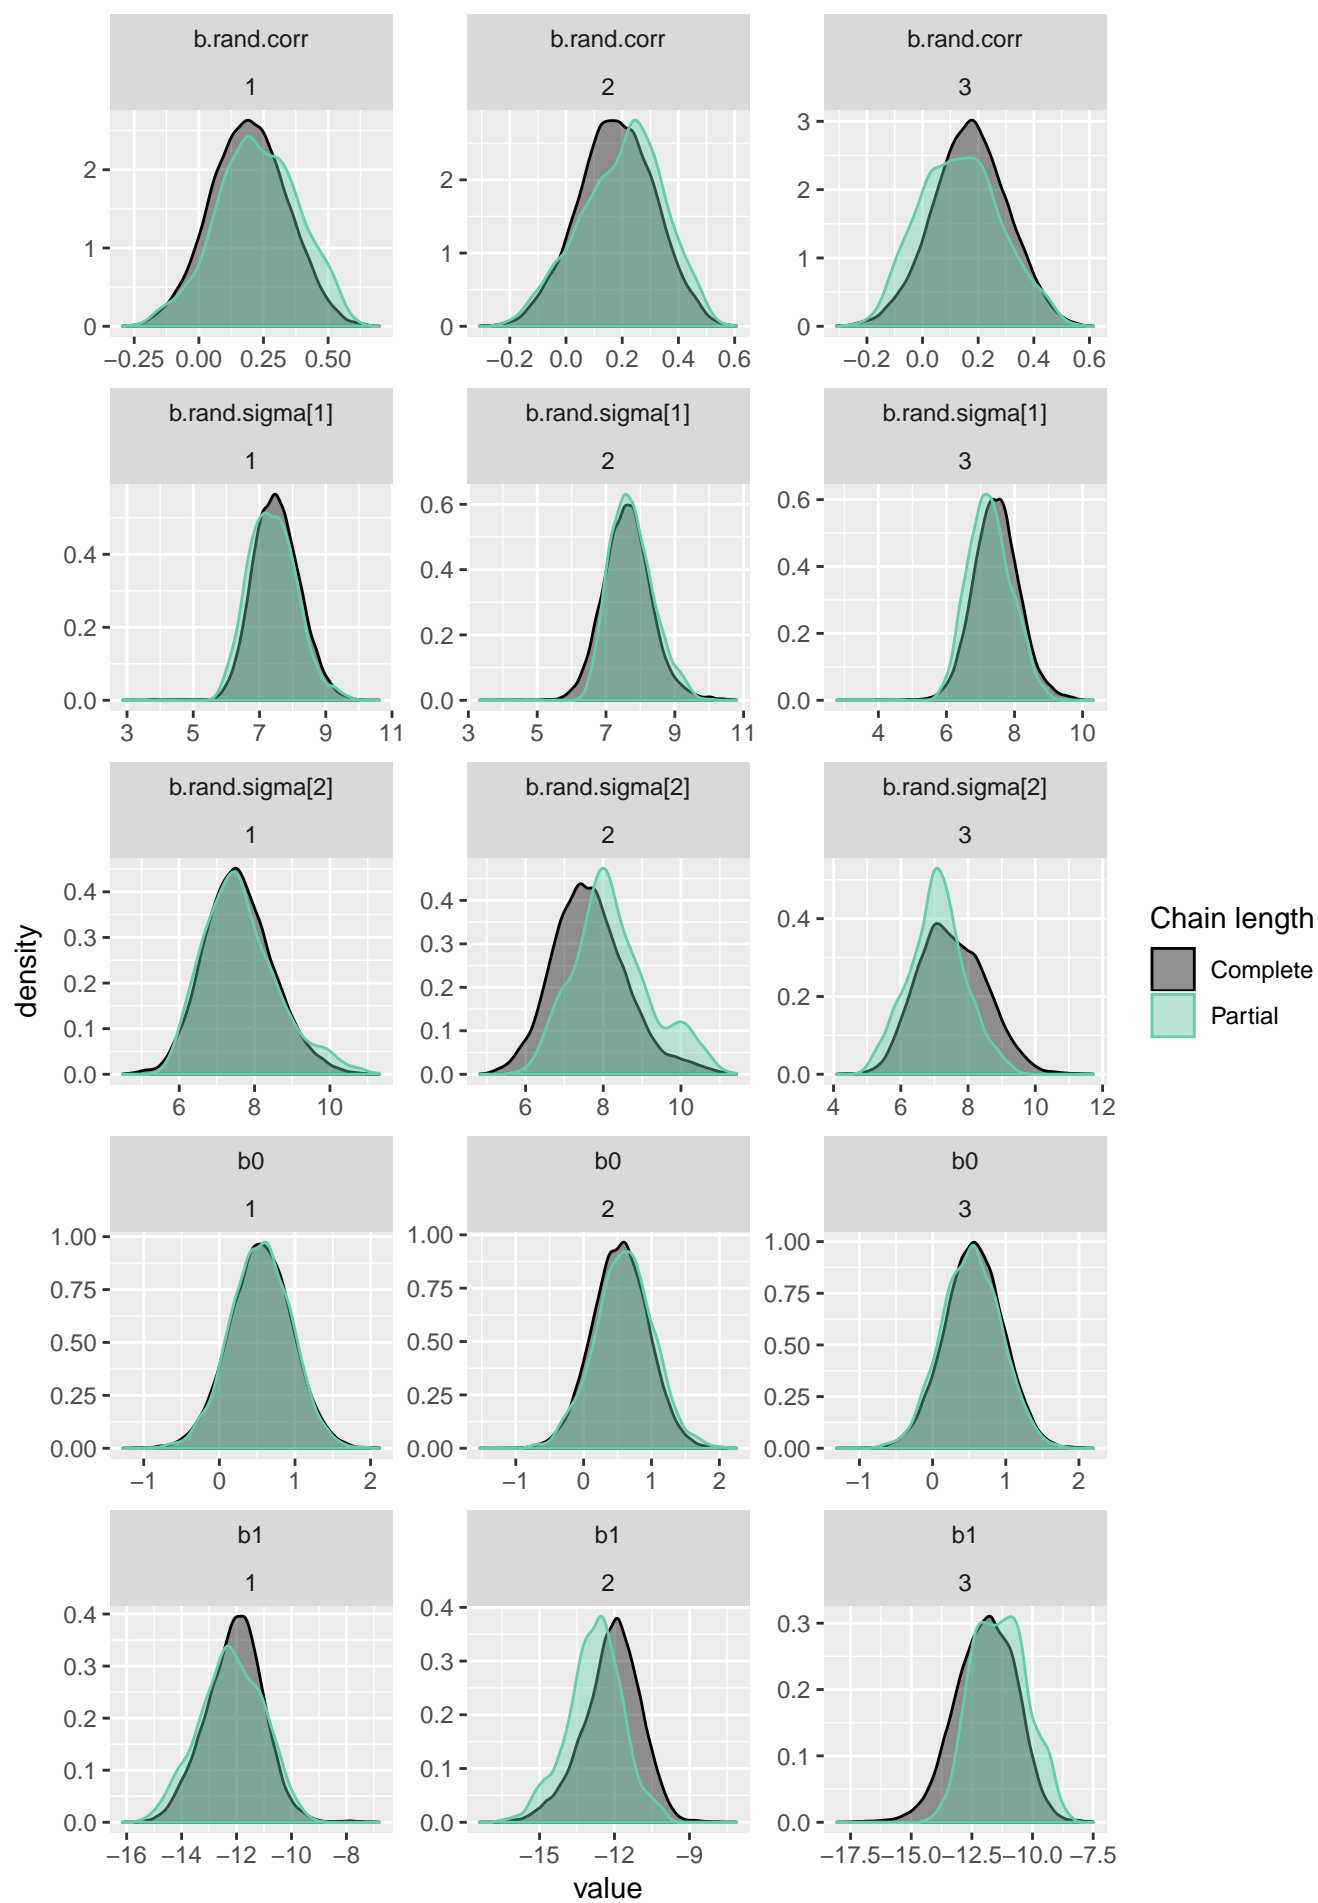 b.rand.corr b.rand.corr b.rand.corr
1 2 3
2 1 0
2 1 0
3 2 1 0
−0.25 0.00 0.25 0.50
−0.2 0.0 0.2 0.4 0.6
−0.2 0.0 0.2 0.4 0.6
b.rand.sigma[1] b.rand.sigma[1] b.rand.sigma[1]
1 2 3
0.4 0.2 0.0
0.6 0.4 0.2 0.0
0.6 0.4 0.2 0.0
3 5 7 9 11
3 5 7 9 11
4 6 8 10
b.rand.sigma[2] b.rand.sigma[2] b.rand.sigma[2]
1 2 3
0.4 0.3 0.2 0.1 0.0
0.4 0.3 0.2 0.1 0.0
0.4 0.2 0.0
6 8 10
6 8 10
4 6 8 10 12
b0 b0 b0
1 2 3
1.00 0.75 0.50 0.25 0.00
1.00 0.75 0.50 0.25 0.00
1.00 0.75 0.50 0.25 0.00
−1 0 1 2
−1 0 1 2
−1 0 1 2
b1 b1 b1
1 2 3
0.4 0.3 0.2 0.1 0.0
0.4 0.3 0.2 0.1 0.0
0.3 0.2 0.1 0.0
−16 −14 −12 −10 −8
−15 −12 −9
−17.5 −15.0 −12.5 −10.0 −7.5
value
density
Chain length
Complete
Partial